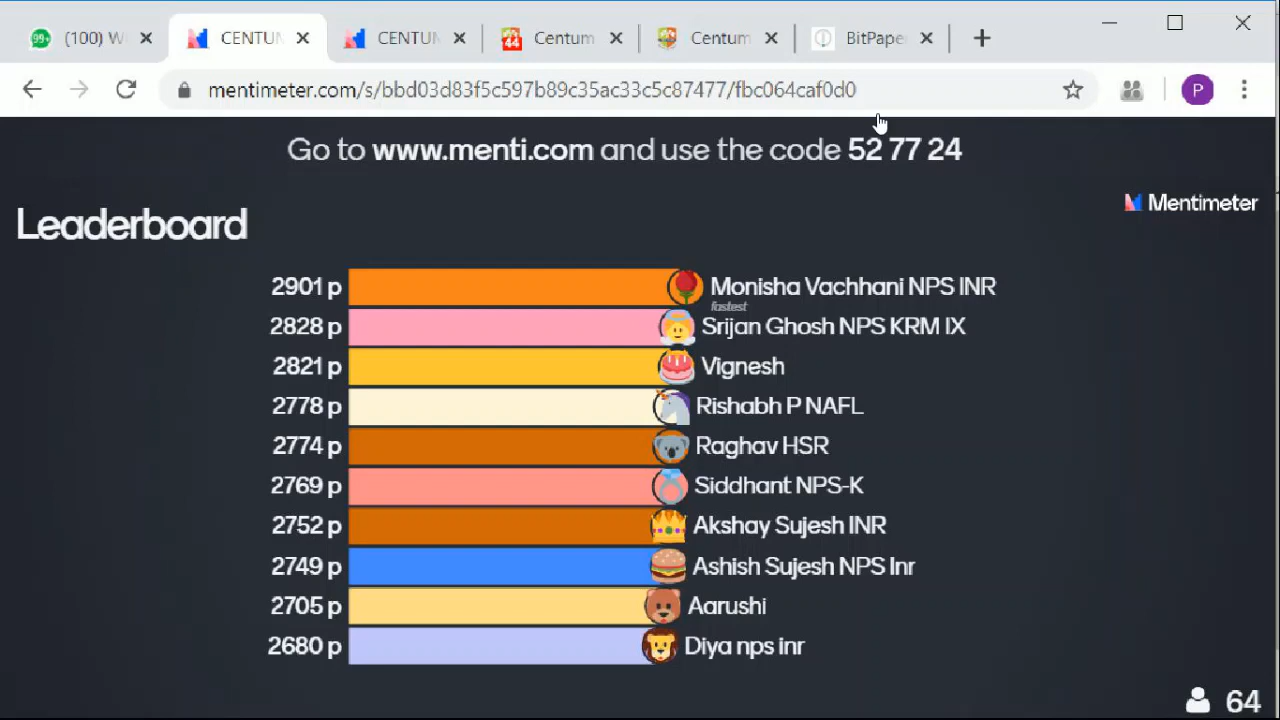 (100) W
CENTUM
CENTUM
44
Centum
Centum
BitPape
mentimeter.com/s/bbd03d83f5c597b89c35ac33c5c87477/fbc064caf0d0
P
Go to www.menti.com and use the code 52 77 24
Mentimeter
Leaderboard
2901 p Monisha Vachhani NPS INR
fastest
2828 p Srijan Ghosh NPS KRM IX
2821 p Vignesh
2778 p Rishabh P NAFL
2774 p Raghav HSR
2769 p Siddhant NPS-K
2752 p Akshay Sujesh INR
2749 p Ashish Sujesh NPS Inr
2705 p Aarushi
2680 p Diya nps inr
64